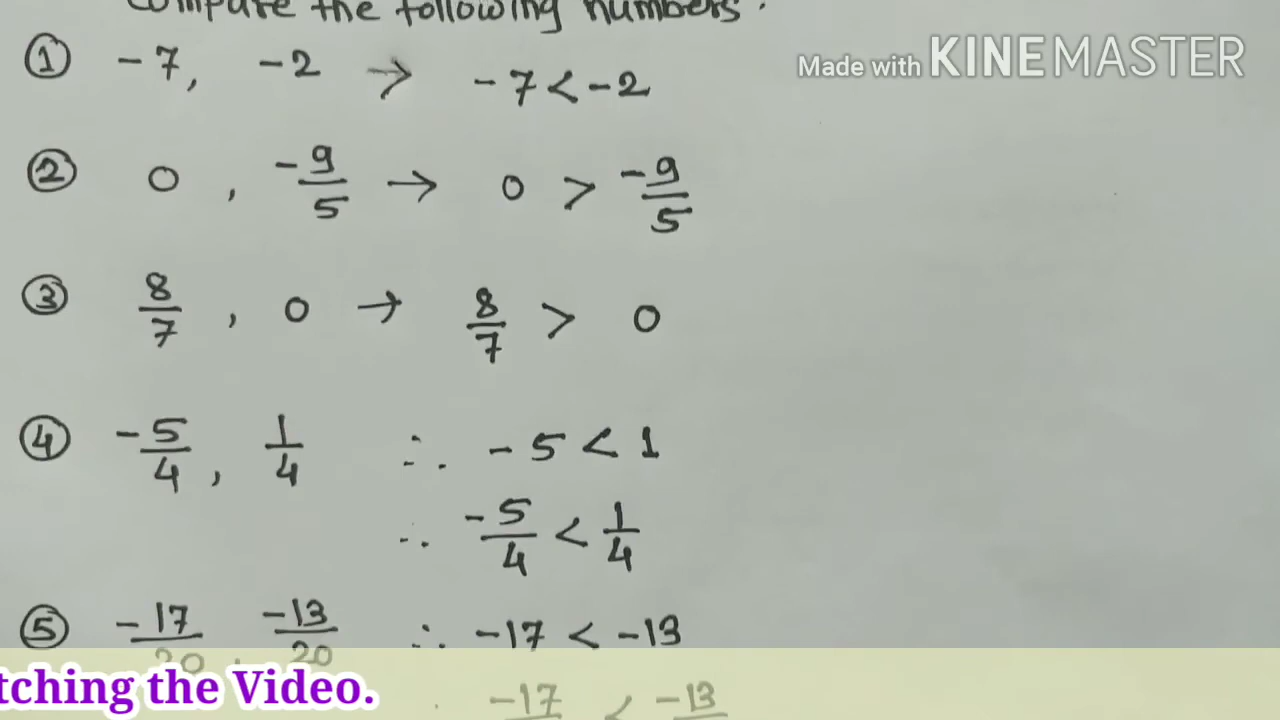 Compare the following numbers.
Made with KINEMASTER
① -7, -2 → -7 < -2
② 0, -9/5 → 0 > -9/5
③ 8/7, 0 → 8/7 > 0
④ -5/4, 1/4 ∴ -5 < 1
∴ -5/4 < 1/4
⑤ -17/20, -13/20 ∴ -17 < -13
tching the Video.
-17 < -13